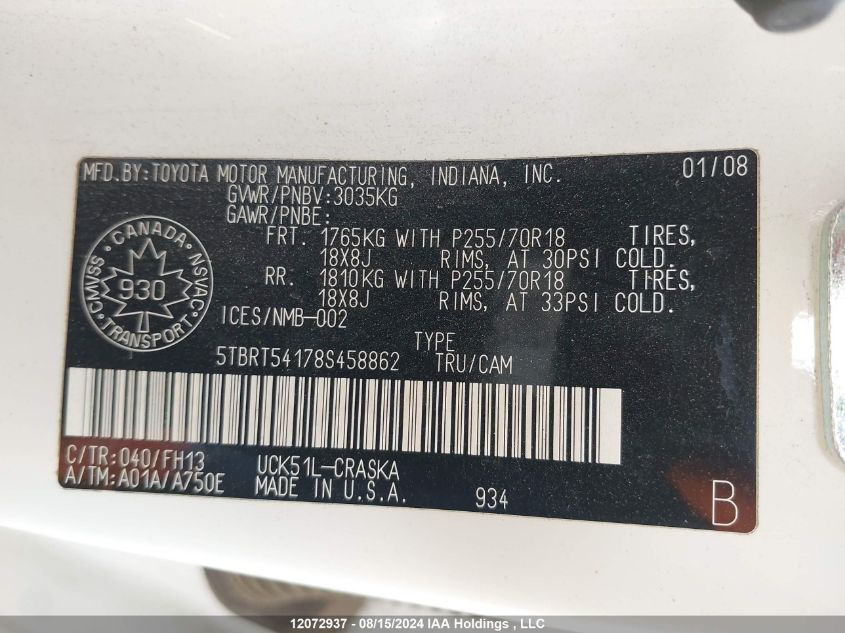 MFD.BY:TOYOTA MOTOR MANUFACTURING, INDIANA, INC. 01/08
GVWR/PNBV:3035KG
GAWR/PNBE:
FRT. 1765KG WITH P255/70R18 TIRES,
18X8J RIMS, AT 30PSI COLD.
RR. 1810KG WITH P255/70R18 TIRES,
18X8J RIMS, AT 33PSI COLD.
ICES/NMB-002
CANADA
CMVSS 930 NSVAC
TRANSPORT
TYPE
5TBRT54178S458862 TRU/CAM
C/TR:040/FH13 UCK51L-CRASKA
A/TM:A01A/A750E MADE IN U.S.A. 934 B
12072937 - 08/15/2024 IAA Holdings , LLC